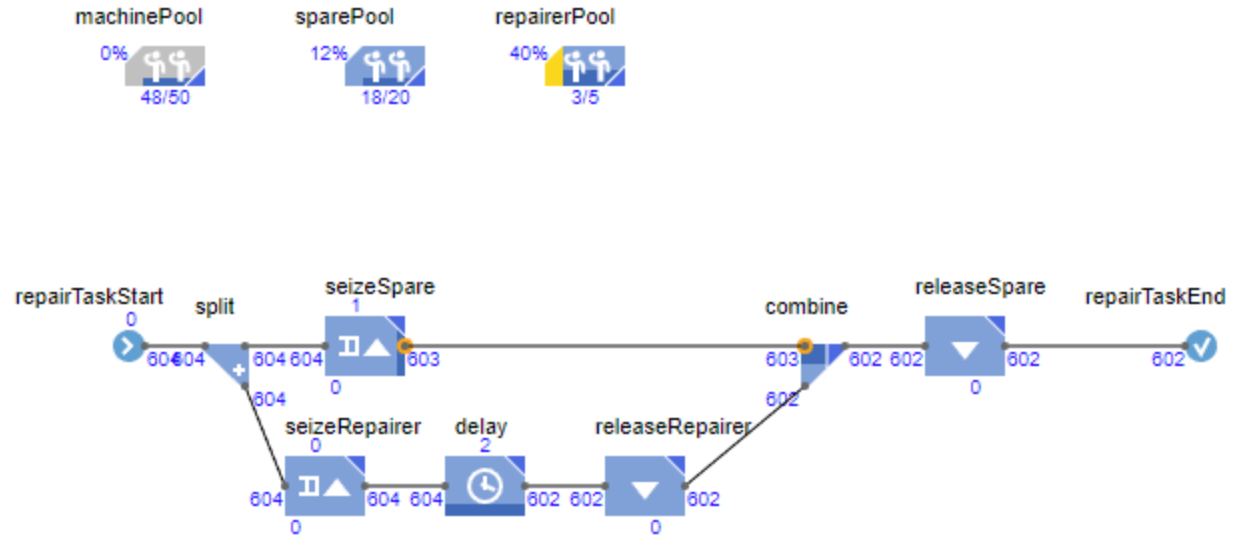 machinePool sparePool repairerPool
0% 12% 40%
48/50 18/20 3/5
seizeSpare releaseSpare
repairTaskStart split 1 combine repairTaskEnd
0
604 604 604 604 603 603 602 602 602 602
0 0
604 602
seizeRepairer delay releaseRepairer
0 2
604 604 604 602 602 602
0 0